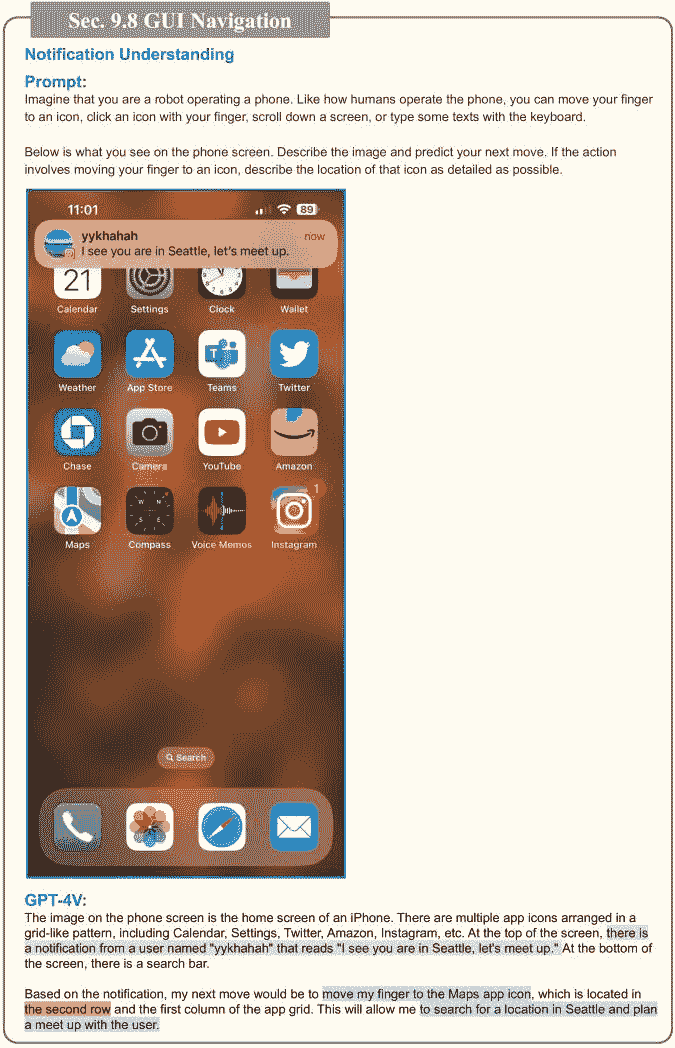 Sec. 9.8 GUI Navigation
Notification Understanding
Prompt:
Imagine that you are a robot operating a phone. Like how humans operate the phone, you can move your finger
to an icon, click an icon with your finger, scroll down a screen, or type some texts with the keyboard.
Below is what you see on the phone screen. Describe the image and predict your next move. If the action
involves moving your finger to an icon, describe the location of that icon as detailed as possible.
11:01 89
yykhahah now
I see you are in Seattle, let's meet up.
21
Calendar Settings Clock Wallet
Weather App Store Teams Twitter
Chase Camera YouTube Amazon
W N S E
1
Maps Compass Voice Memos Instagram
Search
GPT-4V:
The image on the phone screen is the home screen of an iPhone. There are multiple app icons arranged in a
grid-like pattern, including Calendar, Settings, Twitter, Amazon, Instagram, etc. At the top of the screen, there is
a notification from a user named "yykhahah" that reads "I see you are in Seattle, let's meet up." At the bottom of
the screen, there is a search bar.
Based on the notification, my next move would be to move my finger to the Maps app icon, which is located in
the second row and the first column of the app grid. This will allow me to search for a location in Seattle and plan
a meet up with the user.